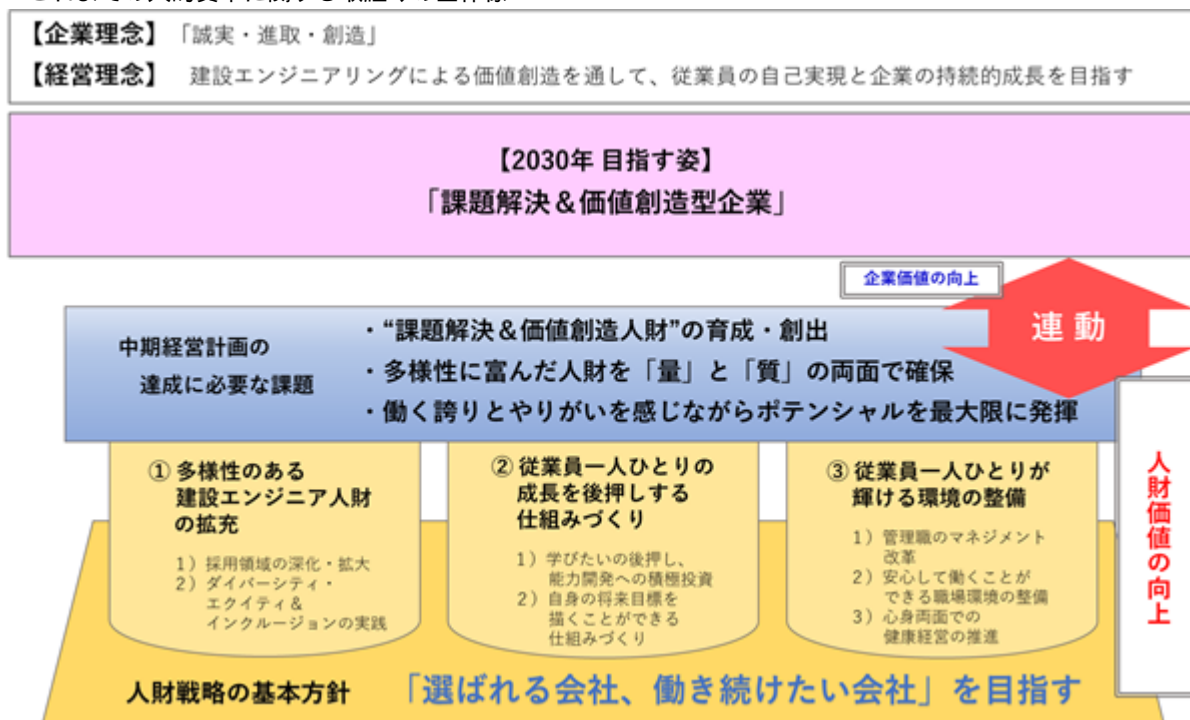 【企業理念】 「誠実・進取・創造」
【経営理念】 建設エンジニアリングによる価値創造を通して、従業員の自己実現と企業の持続的成長を目指す
【2030年 目指す姿】
「課題解決＆価値創造型企業」
企業価値の向上
連動
中期経営計画の
達成に必要な課題
・“課題解決＆価値創造人財”の育成・創出
・多様性に富んだ人財を「量」と「質」の両面で確保
・働く誇りとやりがいを感じながらポテンシャルを最大限に発揮
人財価値の向上
① 多様性のある
建設エンジニア人財
の拡充
１）採用領域の深化・拡大
２）ダイバーシティ・
エクイティ＆
インクルージョンの実践
② 従業員一人ひとりの
成長を後押しする
仕組みづくり
１）学びたいの後押し、
能力開発への積極投資
２）自身の将来目標を
描くことができる
仕組みづくり
③ 従業員一人ひとりが
輝ける環境の整備
１）管理職のマネジメント
改革
２）安心して働くことが
できる職場環境の整備
３）心身両面での
健康経営の推進
人財戦略の基本方針 「選ばれる会社、働き続けたい会社」を目指す